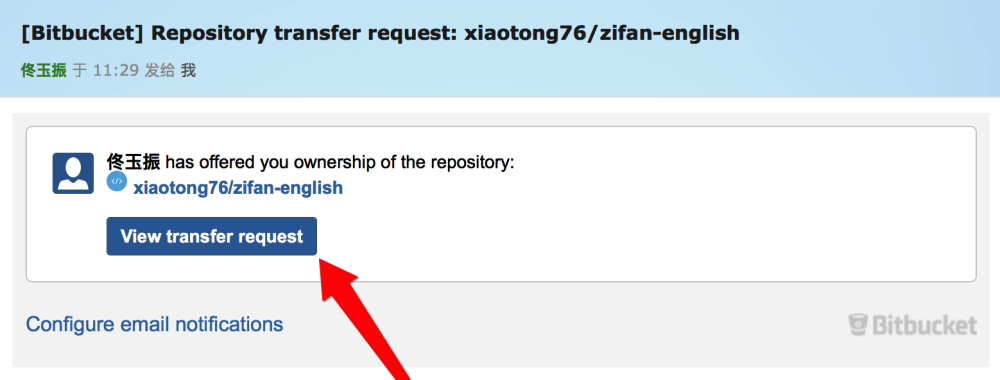 [Bitbucket] Repository transfer request: xiaotong76/zifan-english
佟玉振 于 11:29 发给 我
佟玉振 has offered you ownership of the repository:
xiaotong76/zifan-english
View transfer request
Configure email notifications
Bitbucket